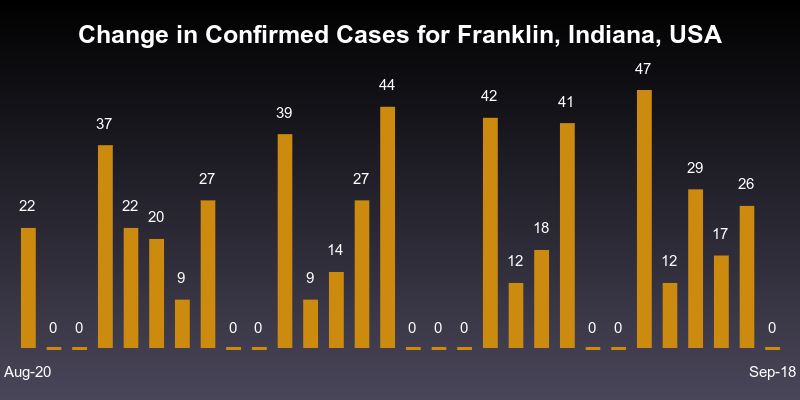 Change in Confirmed Cases for Franklin, Indiana, USA
22 0 0 37 22 20 9 27 0 0 39 9 14 27 44 0 0 0 42 12 18 41 0 0 47 12 29 17 26 0
Aug-20 Sep-18